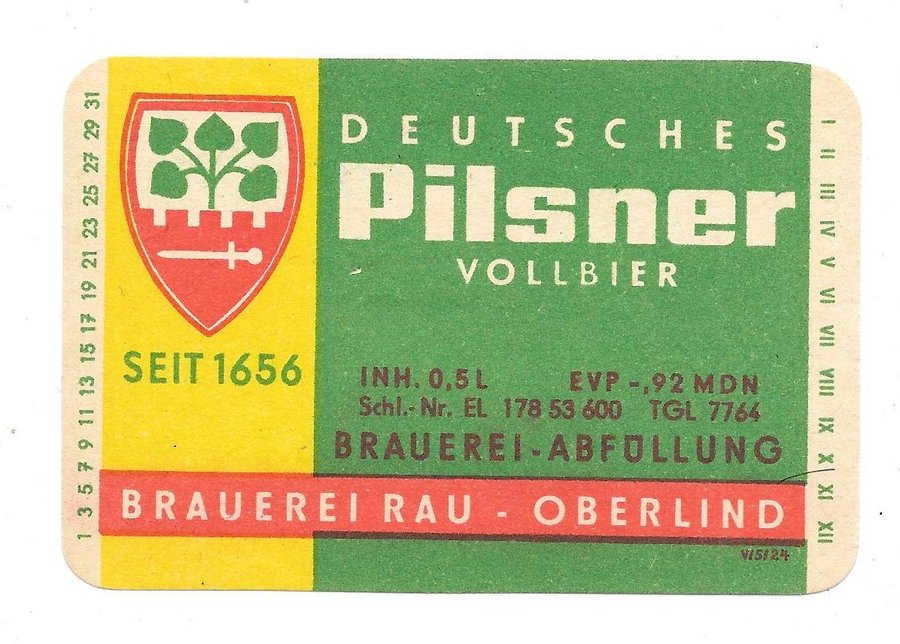 1 3 5 7 9 11 13 15 17 19 21 23 25 27 29 31
DEUTSCHES
Pilsner
VOLLBIER
SEIT 1656
INH. 0,5 L EVP -,92 MDN
Schl.-Nr. EL 178 53 600 TGL 7764
BRAUEREI-ABFÜLLUNG
BRAUEREI RAU - OBERLIND
V/5/24
I II III IV V VI VII VIII IX X XI XII